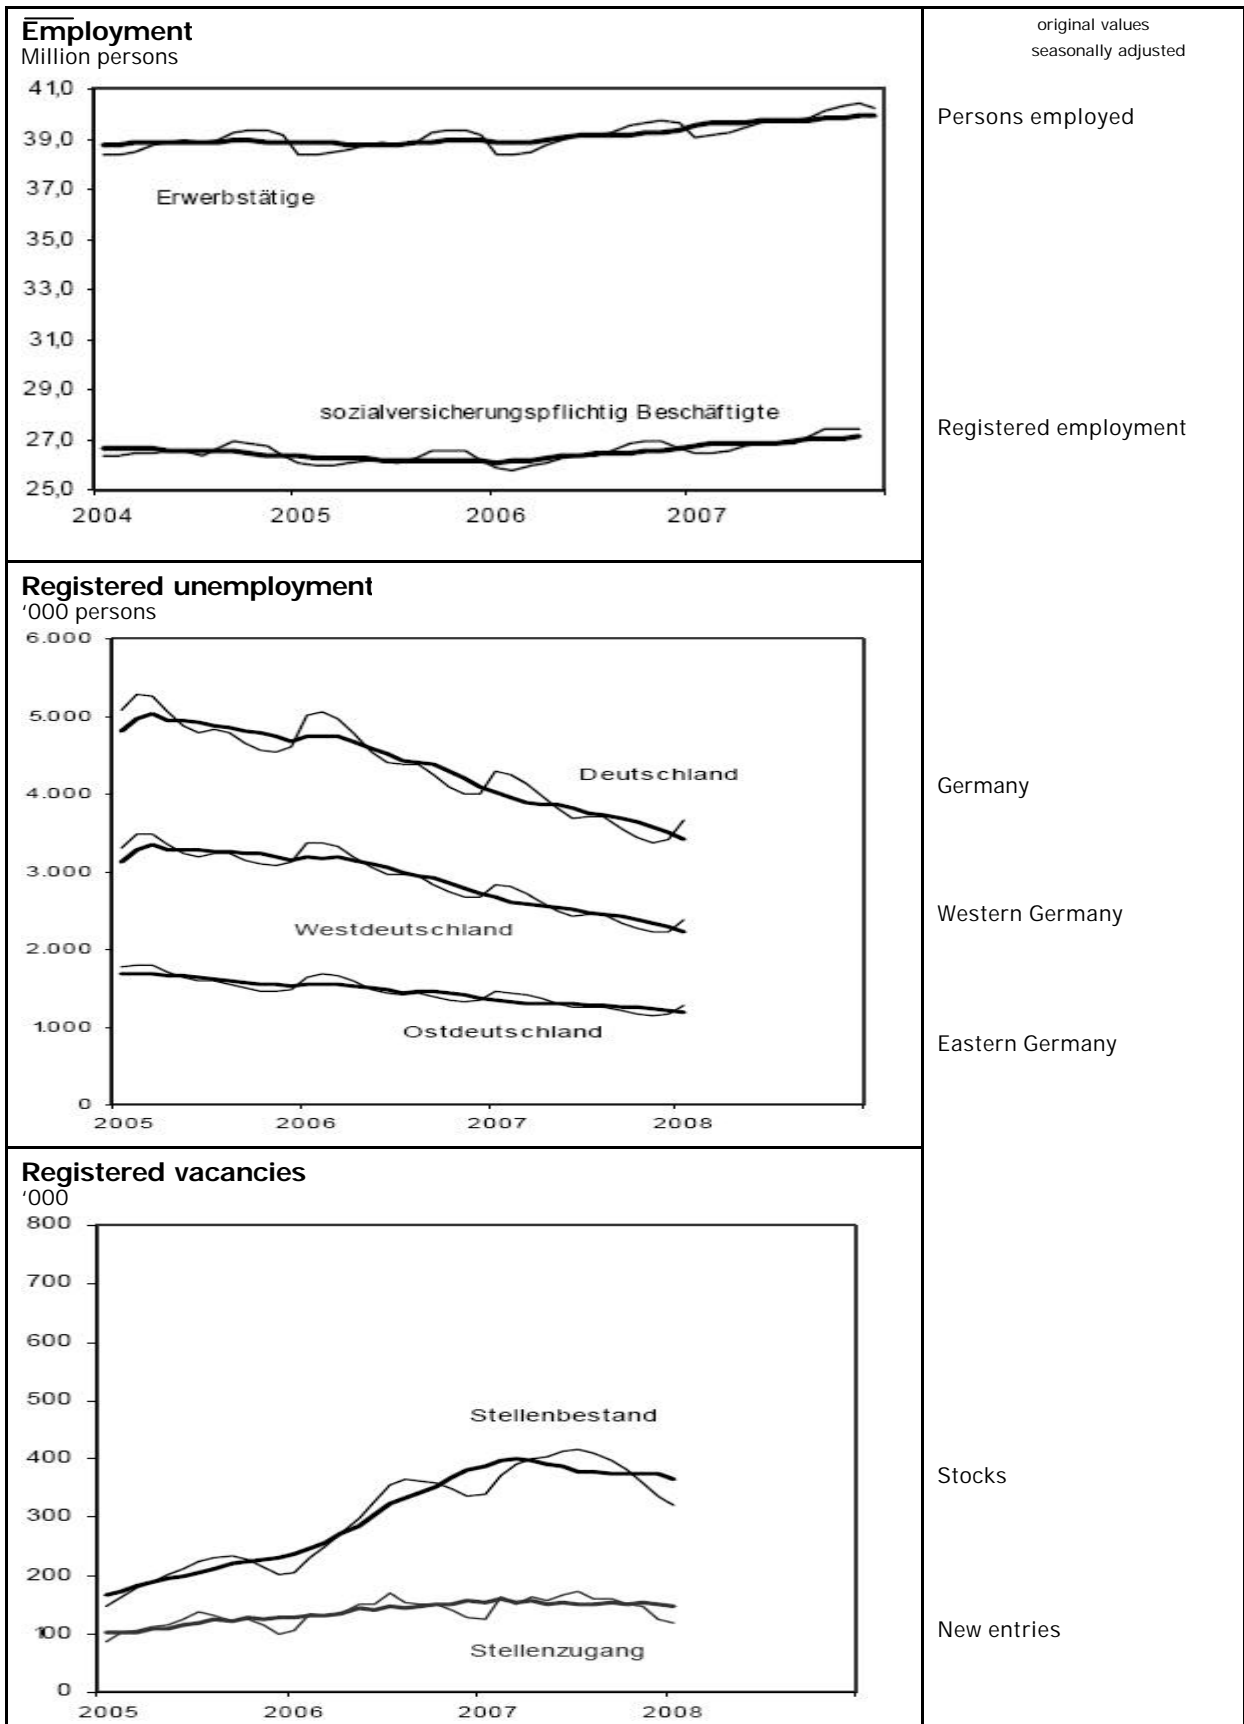 Employment
Million persons
original values
seasonally adjusted
41,0
39,0
37,0
35,0
33,0
31,0
29,0
27,0
25,0
Erwerbstätige
sozialversicherungspflichtig Beschäftigte
2004 2005 2006 2007
Persons employed
Registered employment
Registered unemployment
‘000 persons
6.000
5.000
4.000
3.000
2.000
1.000
0
Deutschland
Westdeutschland
Ostdeutschland
2005 2006 2007 2008
Germany
Western Germany
Eastern Germany
Registered vacancies
‘000
800
700
600
500
400
300
200
100
0
Stellenbestand
Stellenzugang
2005 2006 2007 2008
Stocks
New entries